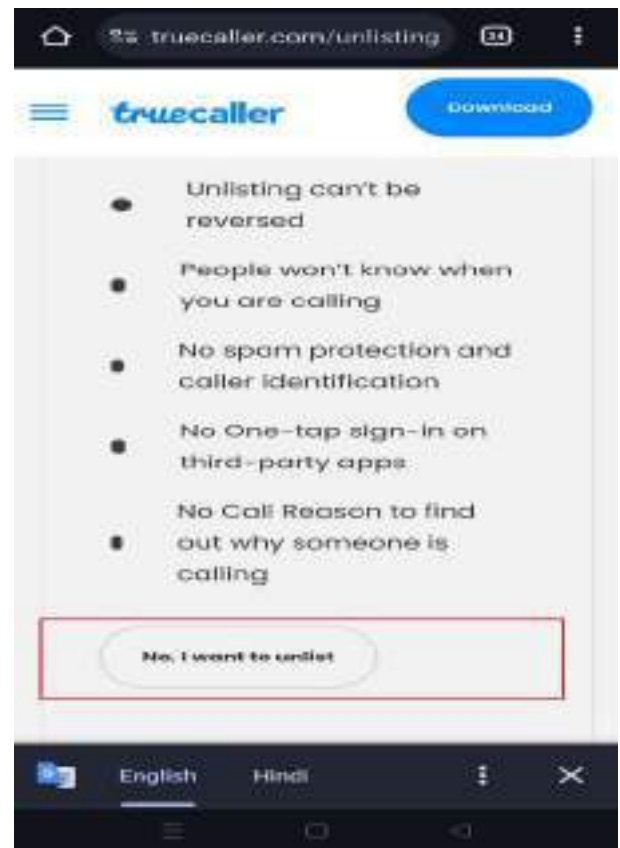 truecaller.com/unlisting 24
truecaller Download
Unlisting can't be
reversed
People won't know when
you are calling
No spam protection and
caller identification
No One-tap sign-in on
third-party apps
No Call Reason to find
out why someone is
calling
No, I want to unlist
English Hindi